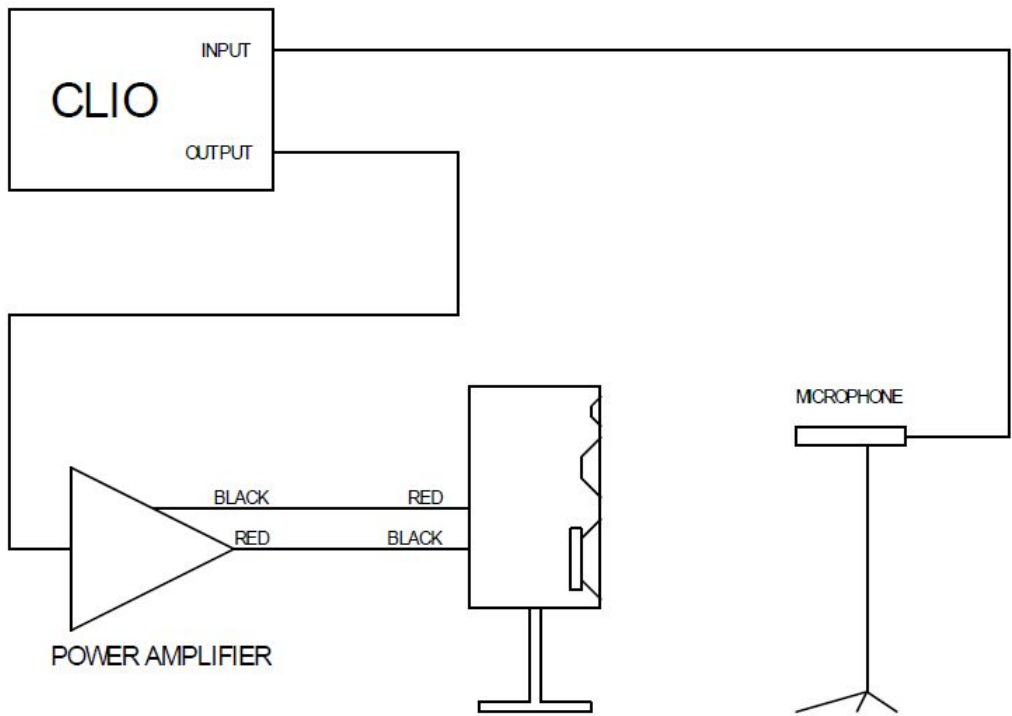 INPUT
CLIO
OUTPUT
MICROPHONE
BLACK RED
RED BLACK
POWER AMPLIFIER